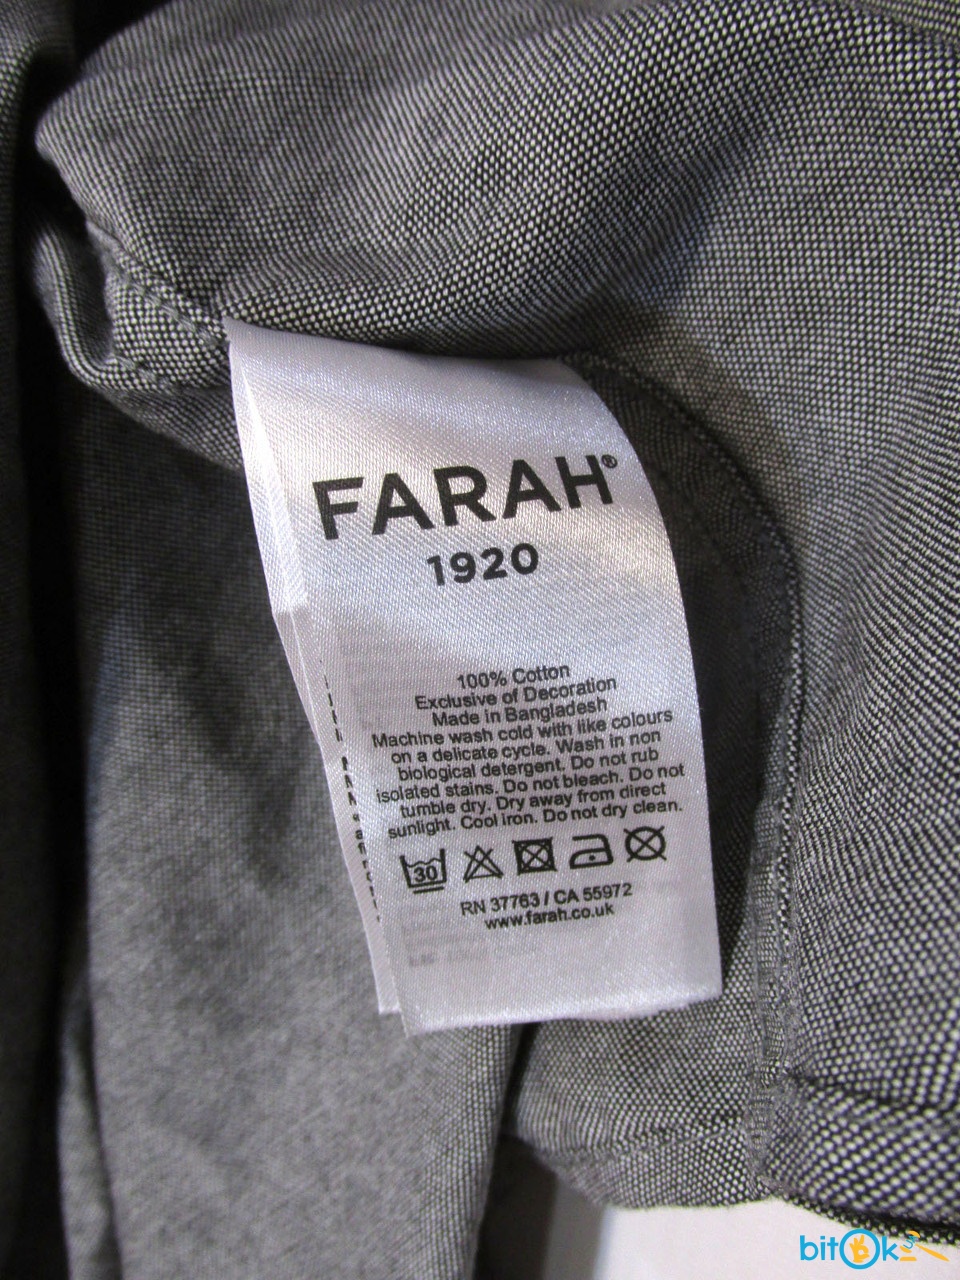 FARAH®
1920
100% Cotton
Exclusive of Decoration
Made in Bangladesh
Machine wash cold with like colours
on a delicate cycle. Wash in non
biological detergent. Do not rub
isolated stains. Do not bleach. Do not
tumble dry. Dry away from direct
sunlight. Cool iron. Do not dry clean.
30
RN 37763 / CA 55972
www.farah.co.uk
bitok